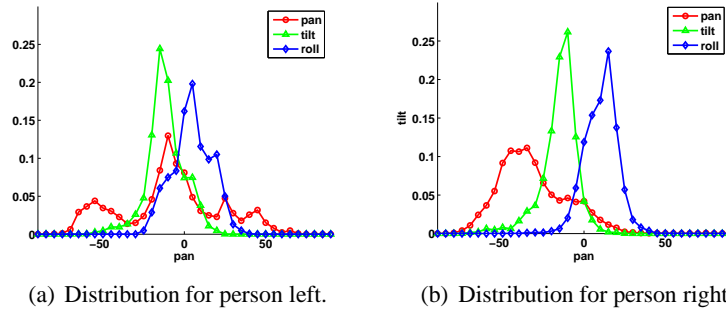 pan
tilt
roll
0.25
0.2
0.15
0.1
0.05
0
−50 0 50
pan
pan
tilt
roll
0.25
0.2
0.15
0.1
0.05
0
tilt
−50 0 50
pan
(a) Distribution for person left.
(b) Distribution for person right